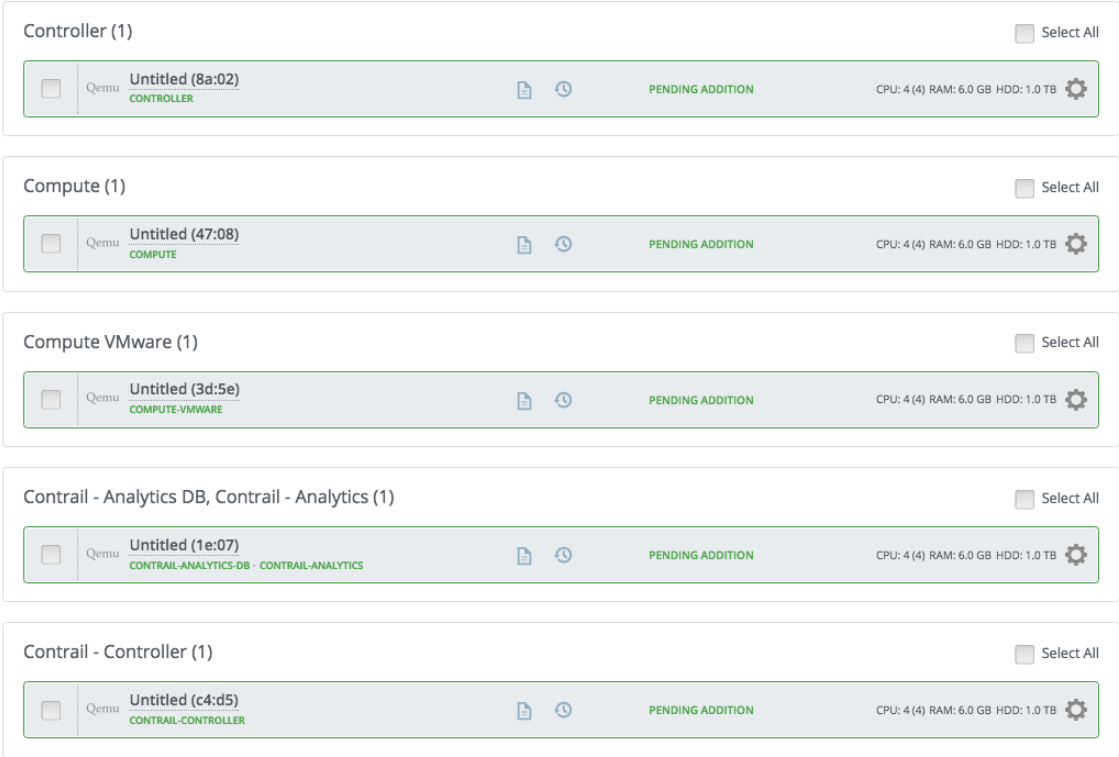 Controller (1)
Select All
Qemu Untitled (8a:02) PENDING ADDITION CPU: 4 (4) RAM: 6.0 GB HDD: 1.0 TB
CONTROLLER
Compute (1)
Select All
Qemu Untitled (47:08) PENDING ADDITION CPU: 4 (4) RAM: 6.0 GB HDD: 1.0 TB
COMPUTE
Compute VMware (1)
Select All
Qemu Untitled (3d:5e) PENDING ADDITION CPU: 4 (4) RAM: 6.0 GB HDD: 1.0 TB
COMPUTE-VMWARE
Contrail - Analytics DB, Contrail - Analytics (1)
Select All
Qemu Untitled (1e:07) PENDING ADDITION CPU: 4 (4) RAM: 6.0 GB HDD: 1.0 TB
CONTRAIL-ANALYTICS-DB · CONTRAIL-ANALYTICS
Contrail - Controller (1)
Select All
Qemu Untitled (c4:d5) PENDING ADDITION CPU: 4 (4) RAM: 6.0 GB HDD: 1.0 TB
CONTRAIL-CONTROLLER